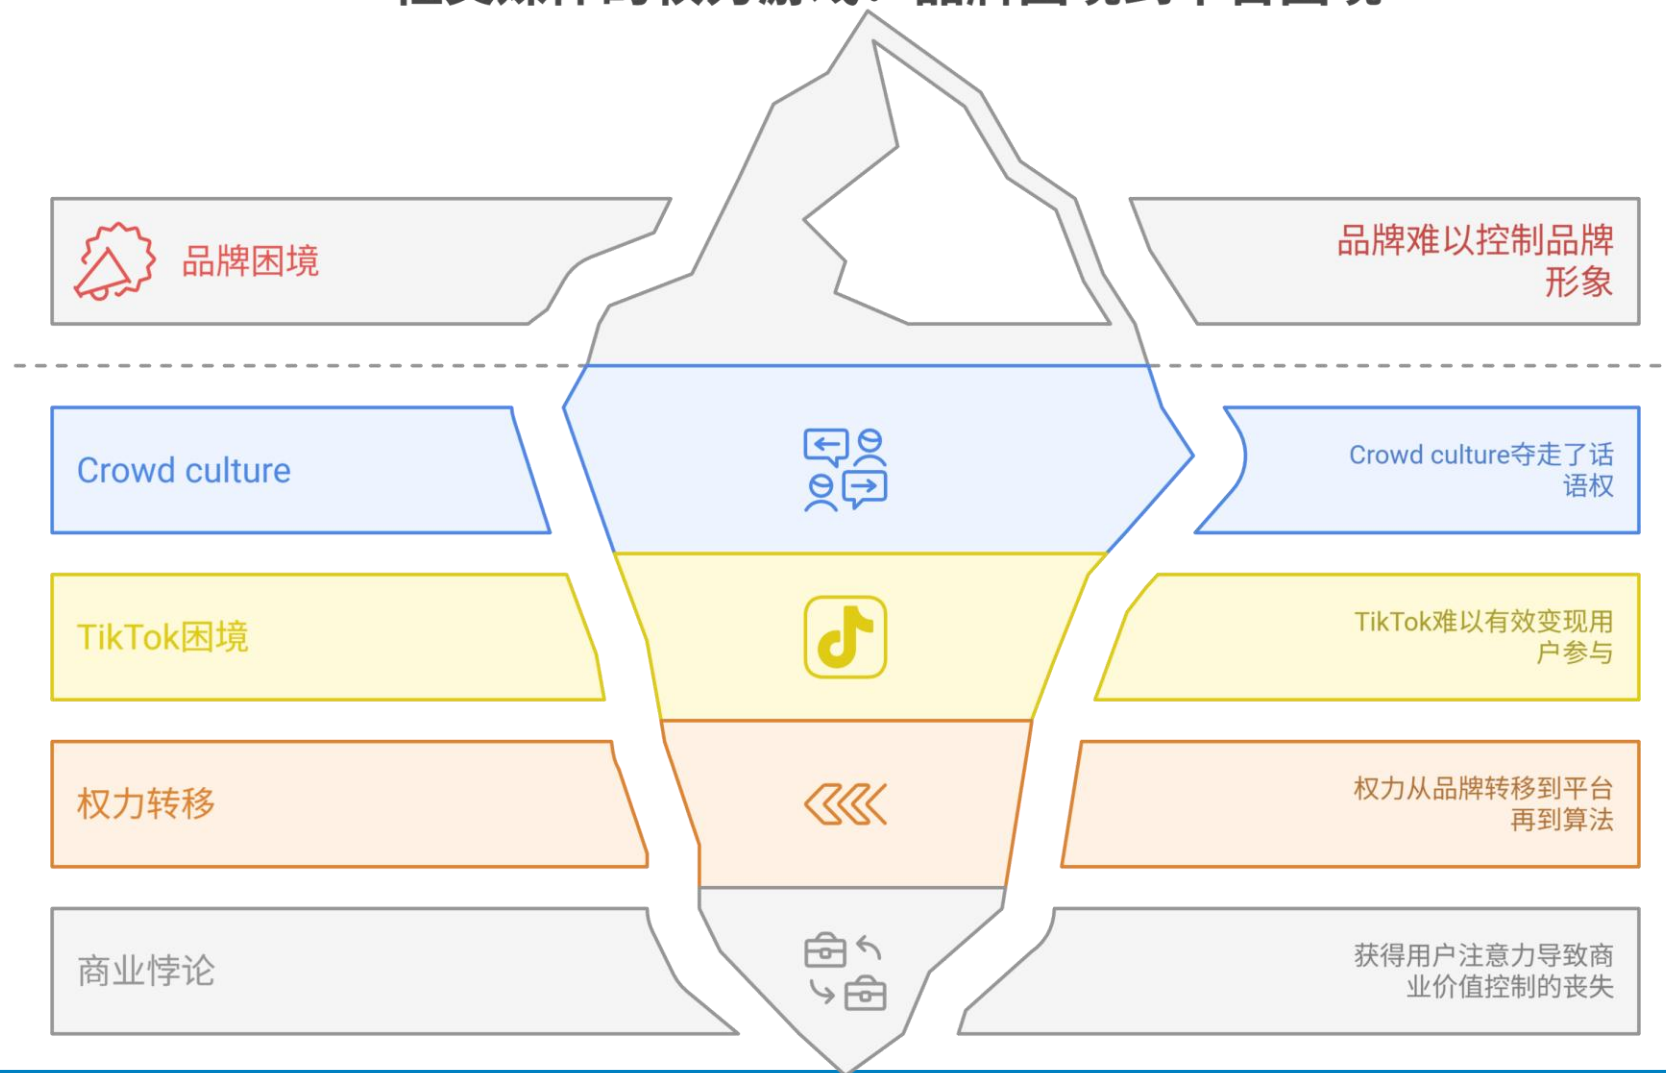 品牌困境
品牌难以控制品牌
形象
Crowd culture
Crowd culture夺走了话
语权
TikTok困境
TikTok难以有效变现用
户参与
权力转移
权力从品牌转移到平台
再到算法
商业悖论
获得用户注意力导致商
业价值控制的丧失